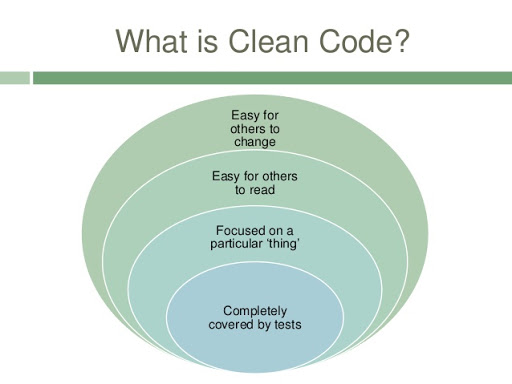 What is Clean Code?
Easy for
others to
change
Easy for others
to read
Focused on a
particular 'thing'
Completely
covered by tests